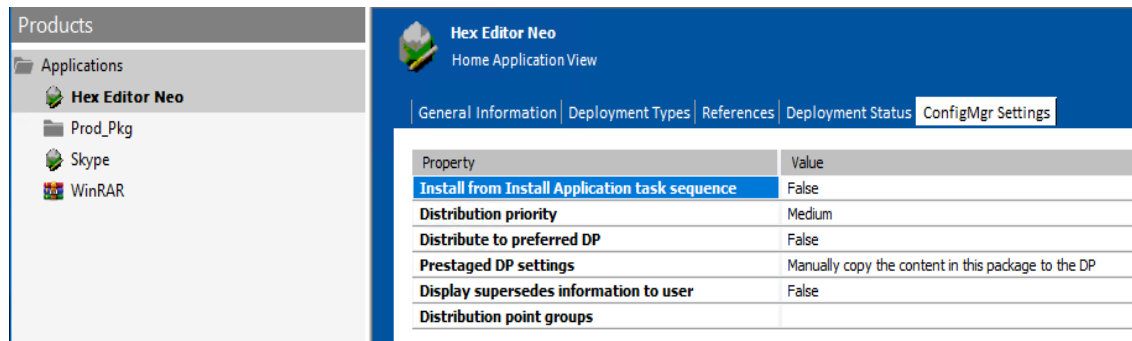 Products
Applications
Hex Editor Neo
Prod_Pkg
Skype
WinRAR
Hex Editor Neo
Home Application View
General Information Deployment Types References Deployment Status ConfigMgr Settings
Property Value
Install from Install Application task sequence False
Distribution priority Medium
Distribute to preferred DP False
Prestaged DP settings Manually copy the content in this package to the DP
Display supersedes information to user False
Distribution point groups